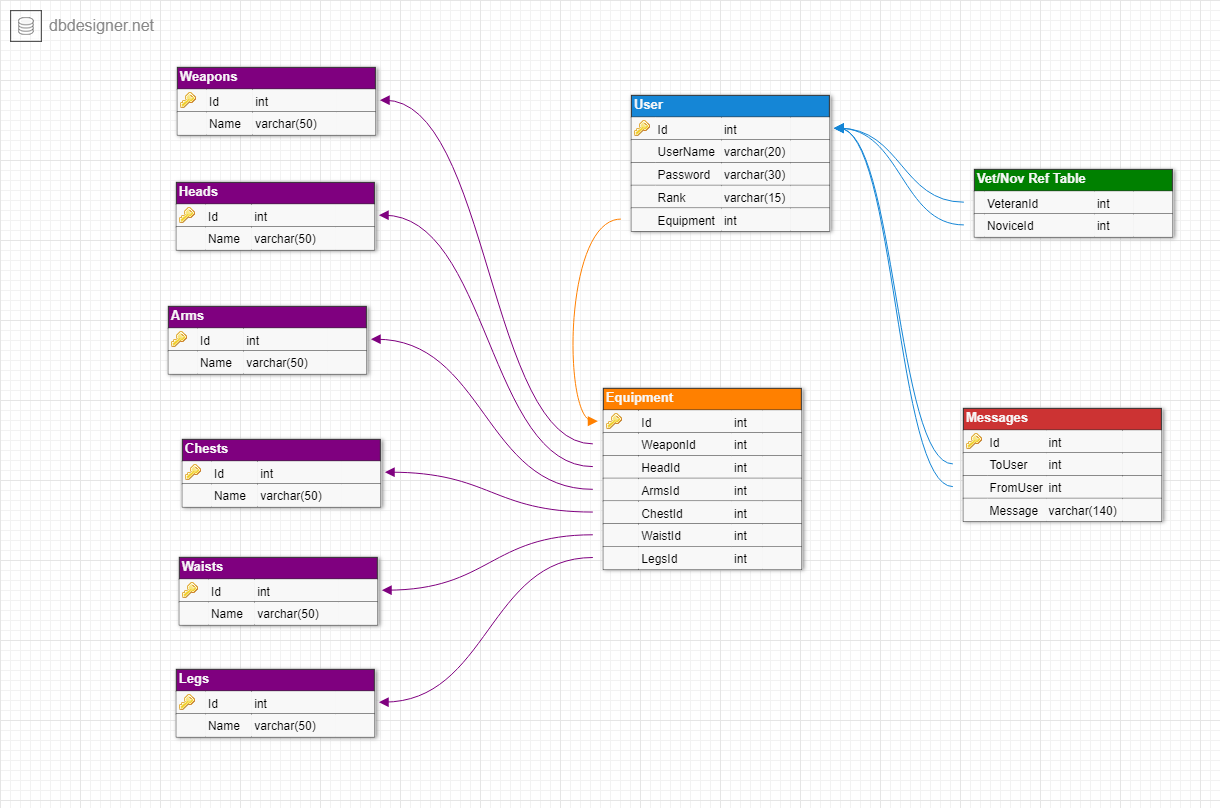 dbdesigner.net
Weapons
Id int
Name varchar(50)
Heads
Id int
Name varchar(50)
Arms
Id int
Name varchar(50)
Chests
Id int
Name varchar(50)
Waists
Id int
Name varchar(50)
Legs
Id int
Name varchar(50)
User
Id int
UserName varchar(20)
Password varchar(30)
Rank varchar(15)
Equipment int
Equipment
Id int
WeaponId int
HeadId int
ArmsId int
ChestId int
WaistId int
LegsId int
Vet/Nov Ref Table
VeteranId int
NoviceId int
Messages
Id int
ToUser int
FromUser int
Message varchar(140)